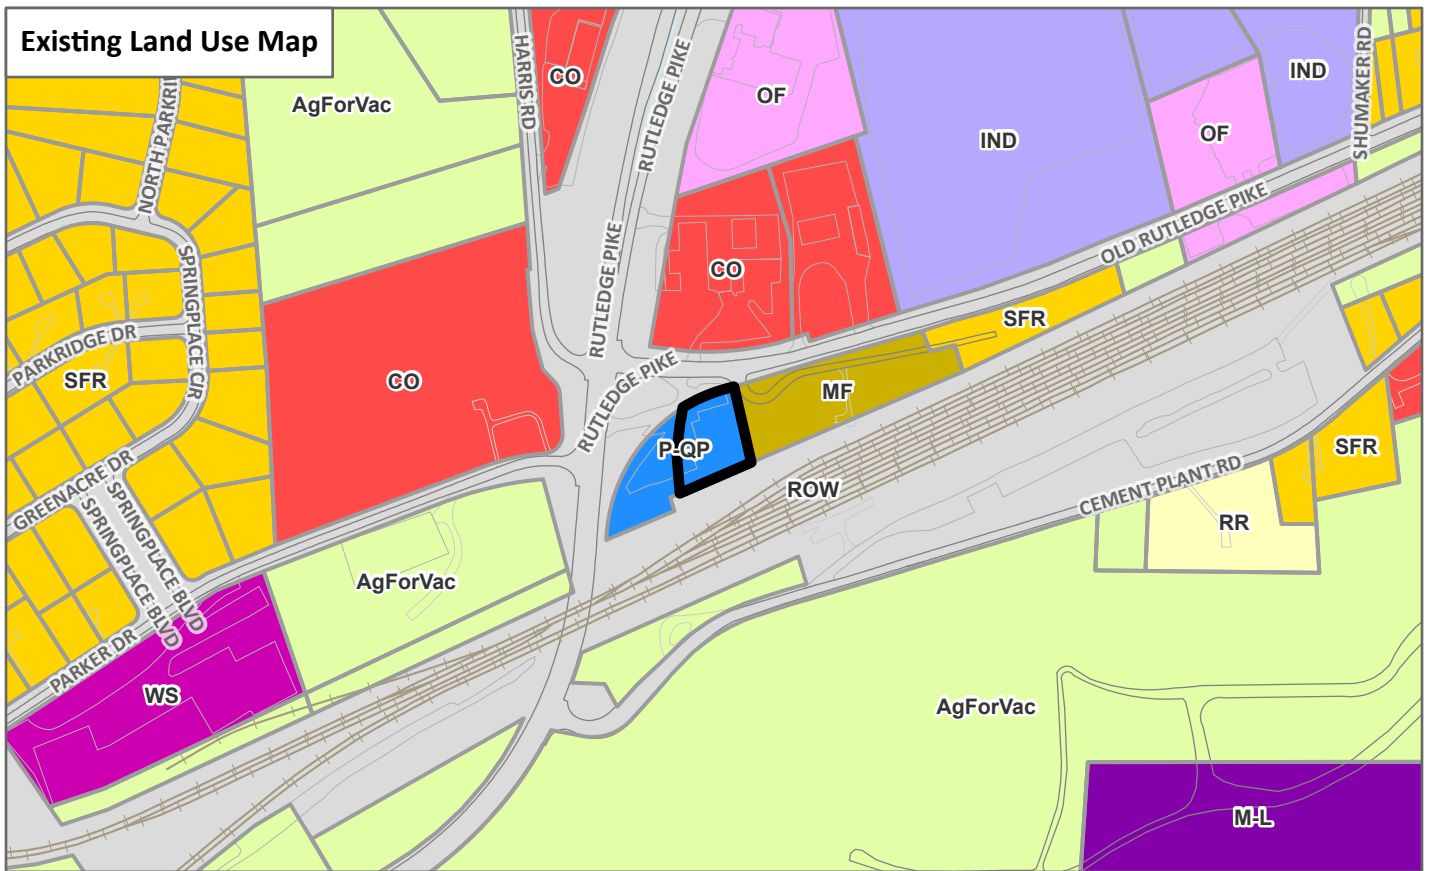 Existing Land Use Map
HARRIS RD
CO
RUTLEDGE PIKE
OF
IND
IND
SHUMAKER RD
AgForVac
NORTH PARKRI
OF
OLD RUTLEDGE PIKE
SPRINGPLACE CIR
RUTLEDGE PIKE
CO
SFR
PARKRIDGE DR
SFR
CO
RUTLEDGE PIKE
MF
P-QP
SFR
GREENACRE DR
SPRINGPLACE BLVD
SPRINGPLACE BLVD
ROW
CEMENT PLANT RD
RR
AgForVac
PARKER DR
WS
AgForVac
M-L